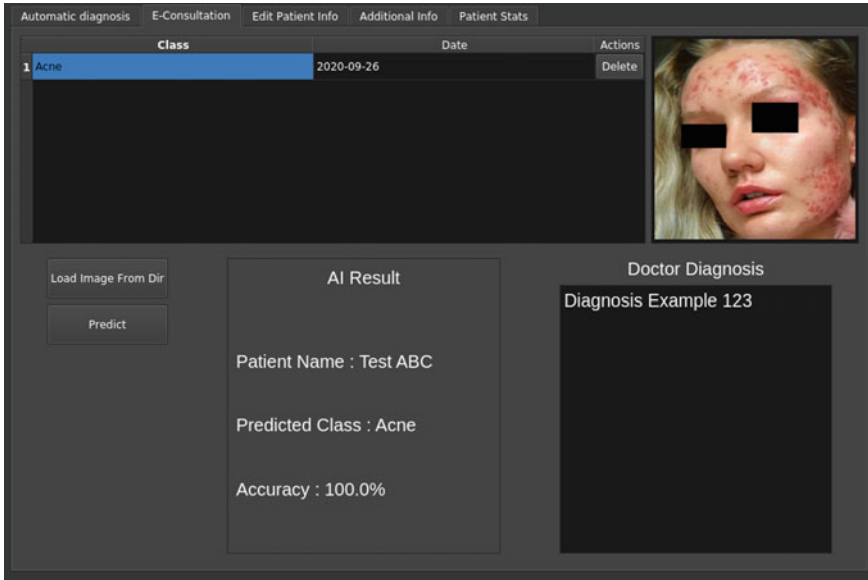 Automatic diagnosis E-Consultation Edit Patient Info Additional Info Patient Stats
Class Date Actions
1 Acne 2020-09-26 Delete
Load Image From Dir
Predict
AI Result
Patient Name : Test ABC
Predicted Class : Acne
Accuracy : 100.0%
Doctor Diagnosis
Diagnosis Example 123